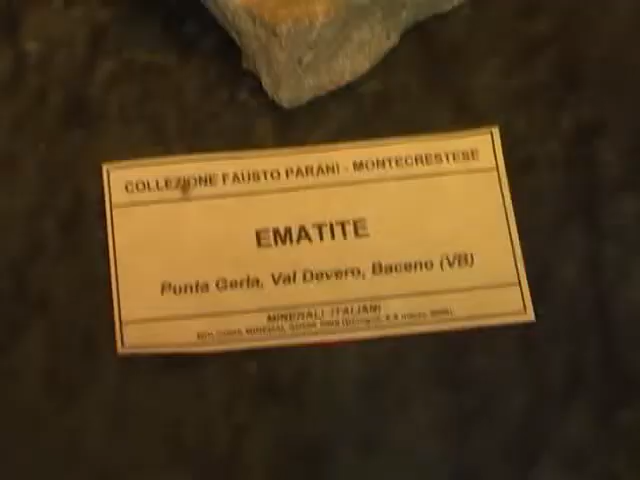 COLLEZIONE FAUSTO PARANI - MONTECRESTESE
EMATITE
Punta Gerla, Val Devero, Baceno (VB)
MINERALI ITALIANI